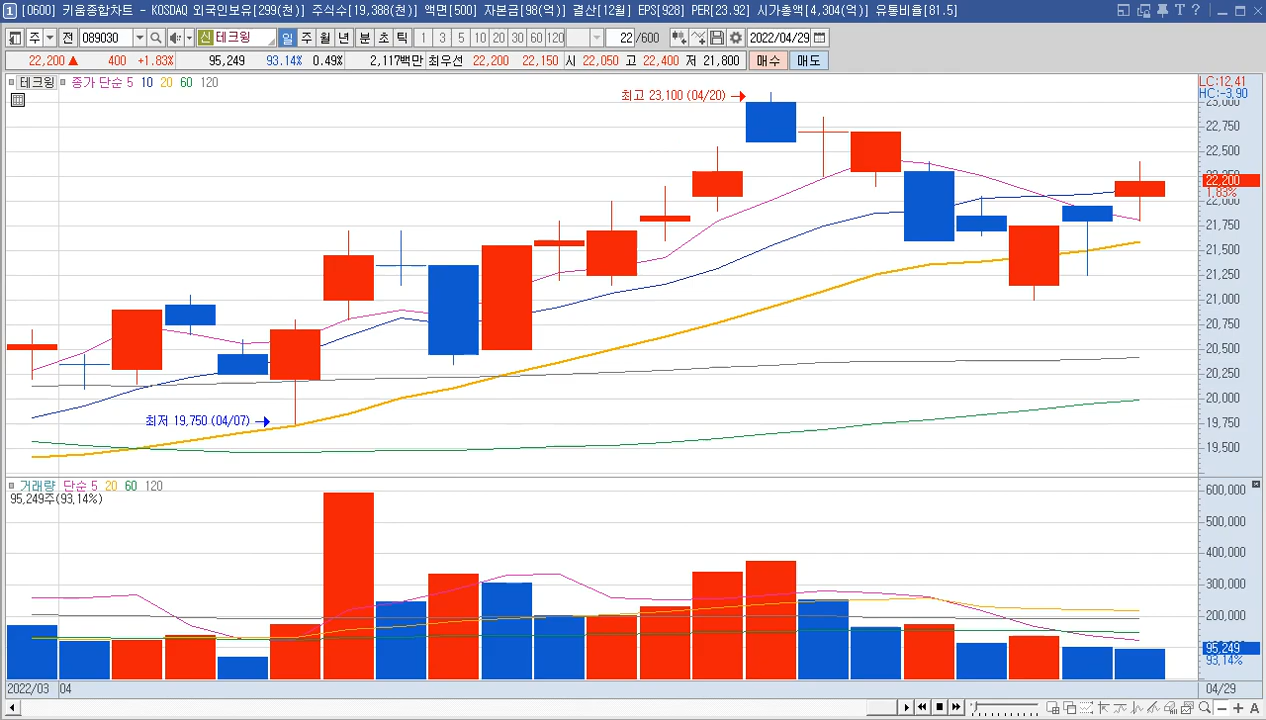 [0600] 키움종합차트 - KOSDAQ 외국인보유[299(천)] 주식수[19,388(천)] 액면[500] 자본금[98(억)] 결산[12월] EPS[928] PER[23.92] 시가총액[4,304(억)] 유통비율[81.5]
주 전 089030 신 테크윙 일 주 월 년 분 초 틱 1 3 5 10 20 30 60 120 22 /600 2022/04/29
22,200 ▲ 400 +1.83% 95,249 93.14% 0.49% 2,117백만 최우선 22,200 22,150 시 22,050 고 22,400 저 21,800 매수 매도
테크윙 종가 단순 5 10 20 60 120
LC:12.41
HC:-3.90
최고 23,100 (04/20)
23,000
22,750
22,500
22,200
1.83%
22,000
21,750
21,500
21,250
21,000
20,750
20,500
20,250
20,000
최저 19,750 (04/07)
19,750
19,500
거래량 단순 5 20 60 120
95,249주(93.14%)
600,000
500,000
400,000
300,000
200,000
95,249
93.14%
2022/03 04 04/29